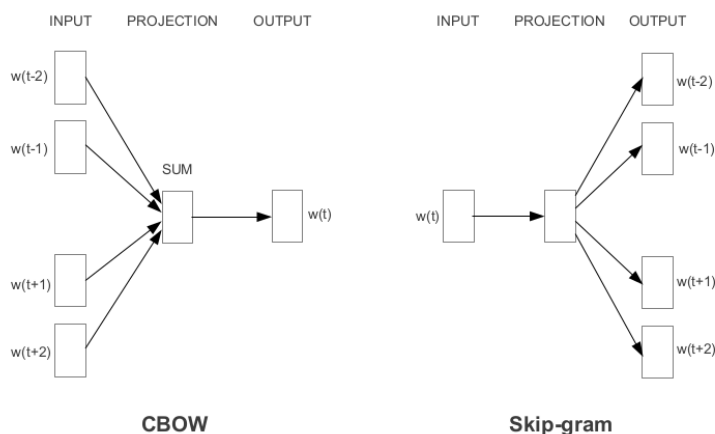 INPUT PROJECTION OUTPUT
w(t-2)
w(t-1)
SUM
w(t)
w(t+1)
w(t+2)
CBOW
INPUT PROJECTION OUTPUT
w(t-2)
w(t-1)
w(t)
w(t+1)
w(t+2)
Skip-gram